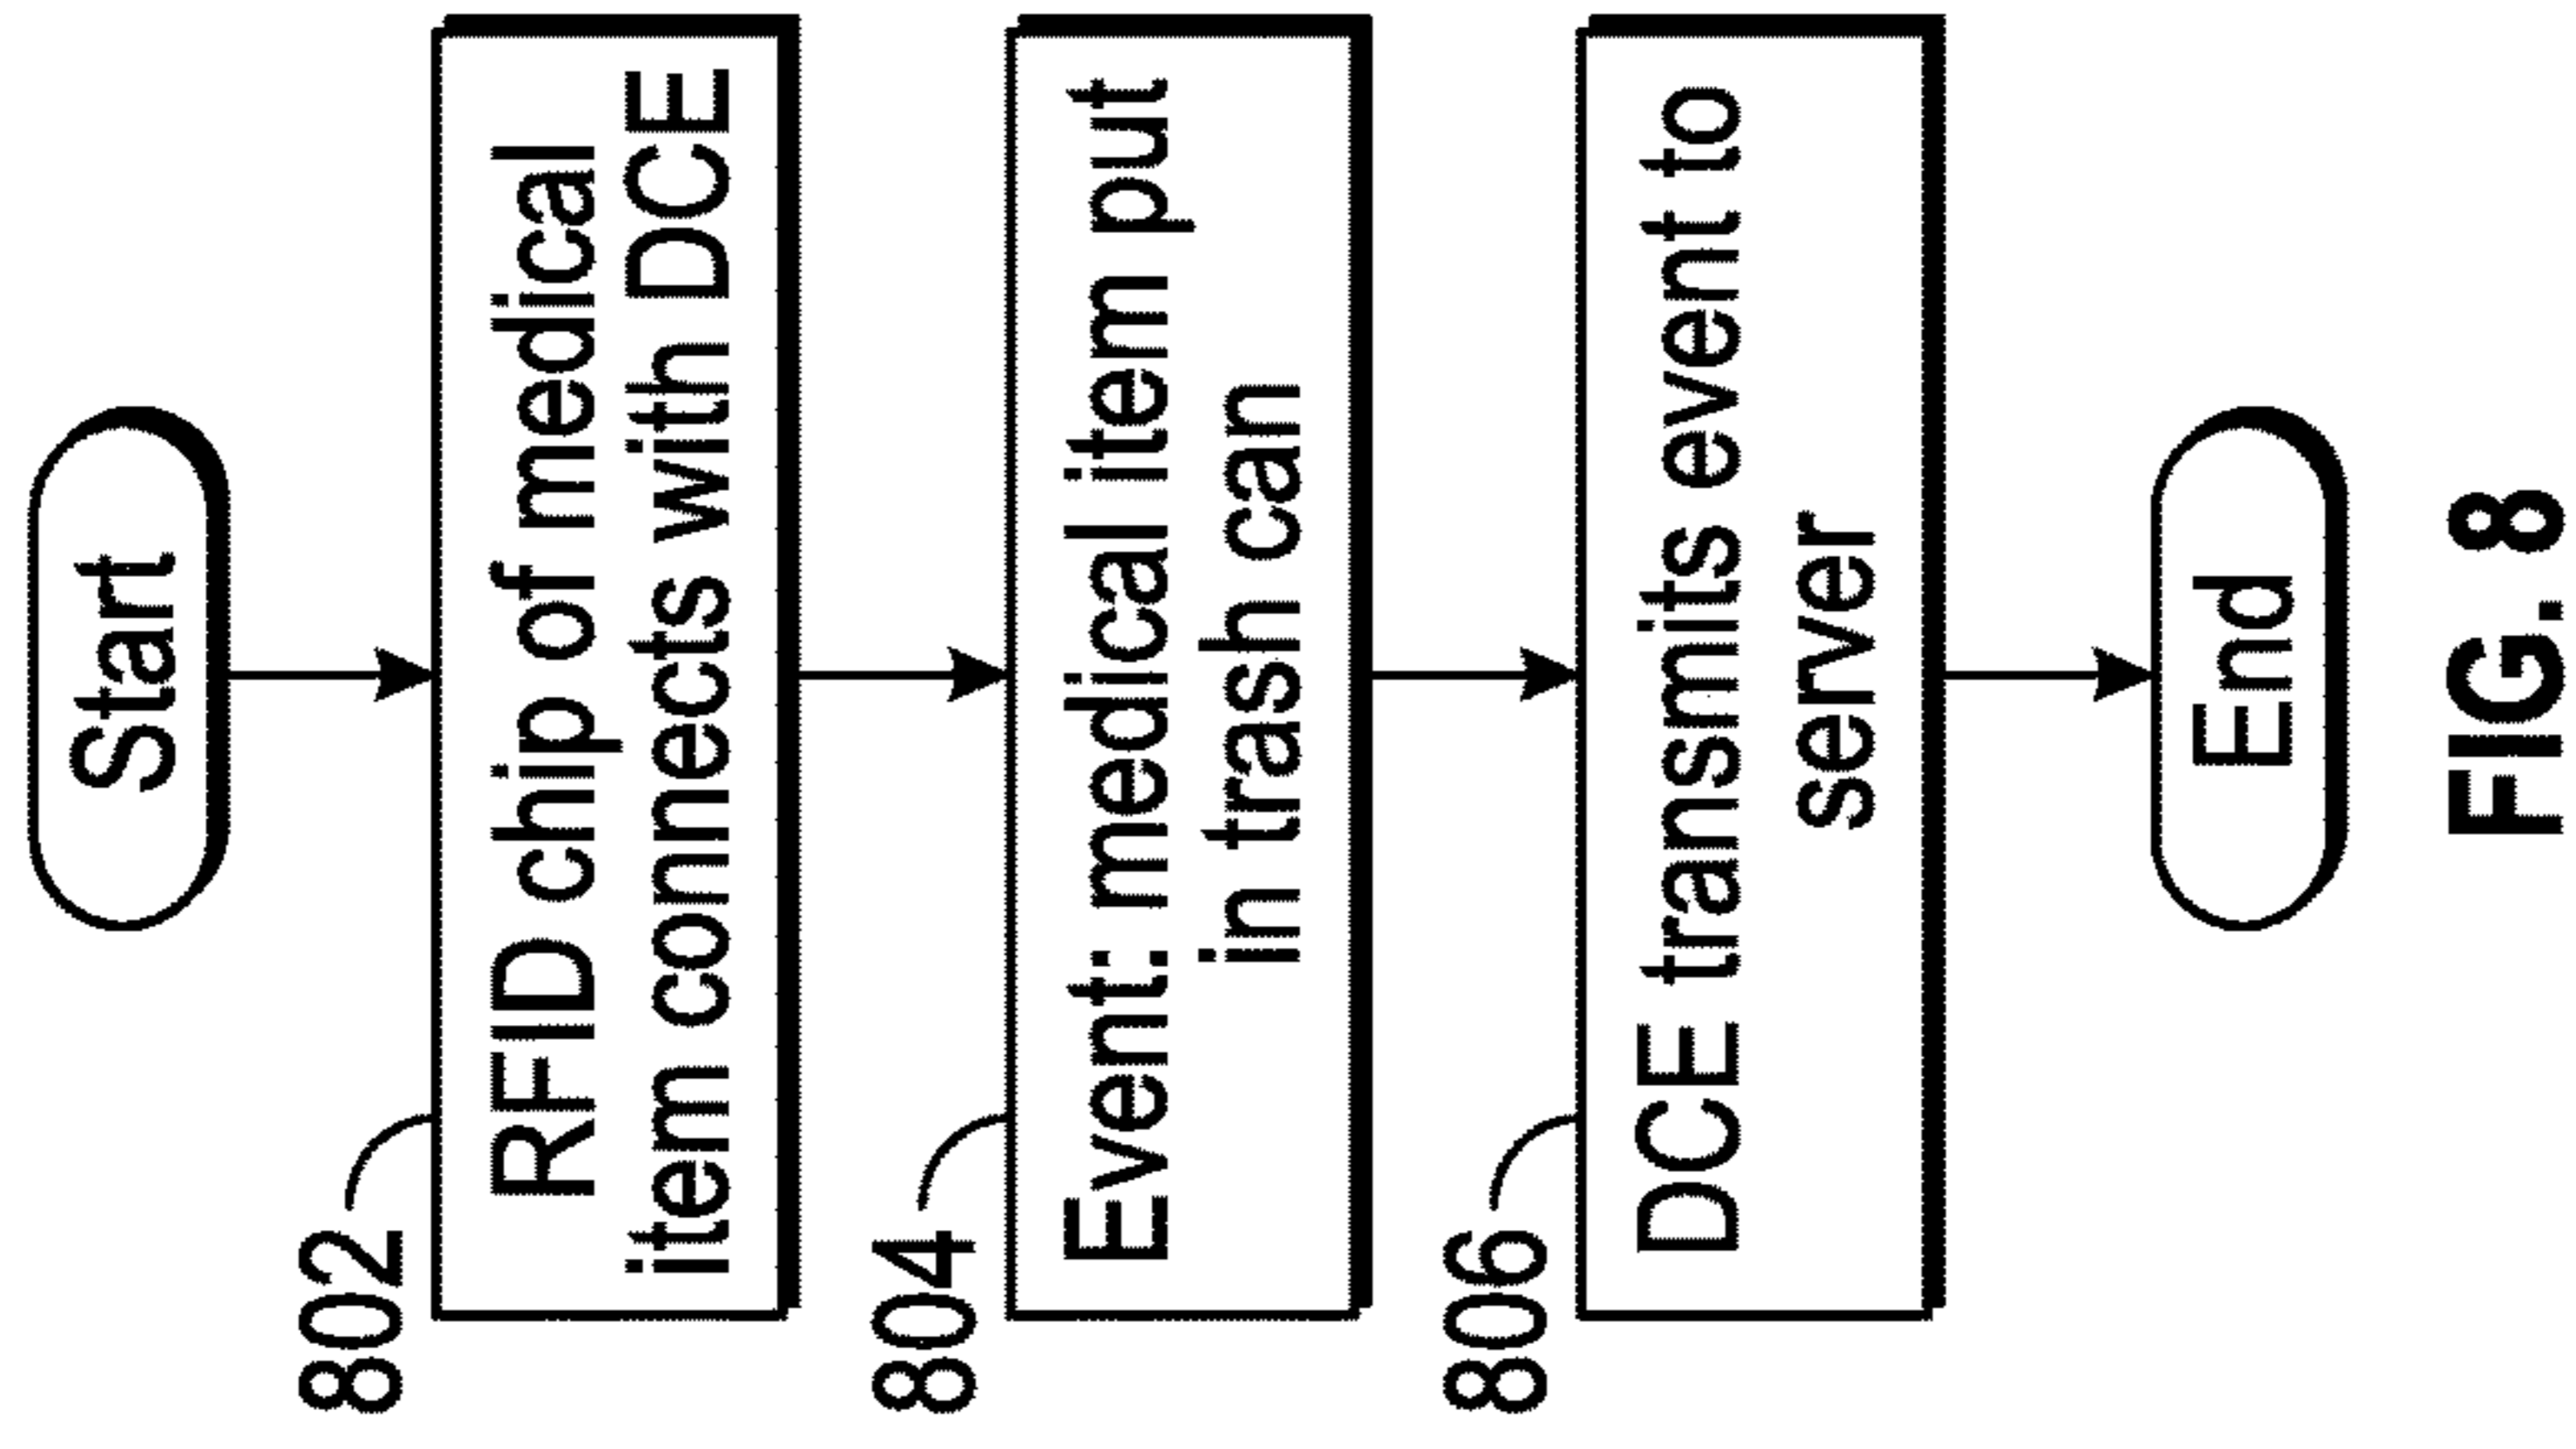 Start
802
RFID chip of medical
item connects with DCE
804
Event: medical item put
in trash can
806
DCE transmits event to
server
End
FIG. 8